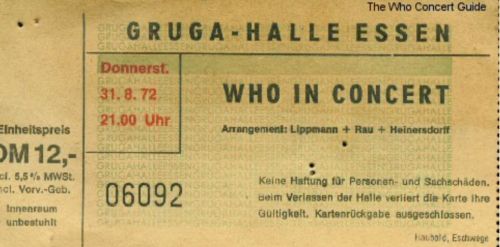 The Who Concert Guide
GRUGA-HALLE ESSEN
Donnerst.
31.8.72
21.00 Uhr
WHO IN CONCERT
Arrangement: Lippmann + Rau + Heinersdorff
Einheitspreis
DM 12,-
cl. 5,5% MWSt.
ncl. Vorv.-Geb.
Innenraum
unbestuhlt
06092
Keine Haftung für Personen- und Sachschäden.
Beim Verlassen der Halle verliert die Karte ihre
Gültigkeit. Kartenrückgabe ausgeschlossen.
Haubold, Eschwege